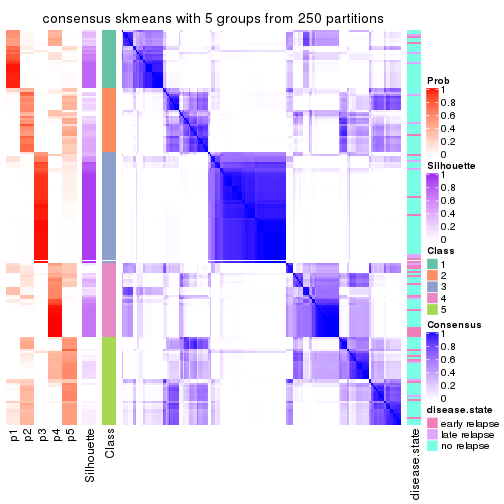 consensus skmeans with 5 groups from 250 partitions
Prob
1
0.8
0.6
0.4
0.2
0
Silhouette
1
0.8
0.6
0.4
0.2
0
Class
1
2
3
4
5
Consensus
1
0.8
0.6
0.4
0.2
0
disease.state
early relapse
late relapse
no relapse
p1
p2
p3
p4
p5
Silhouette
Class
disease.state